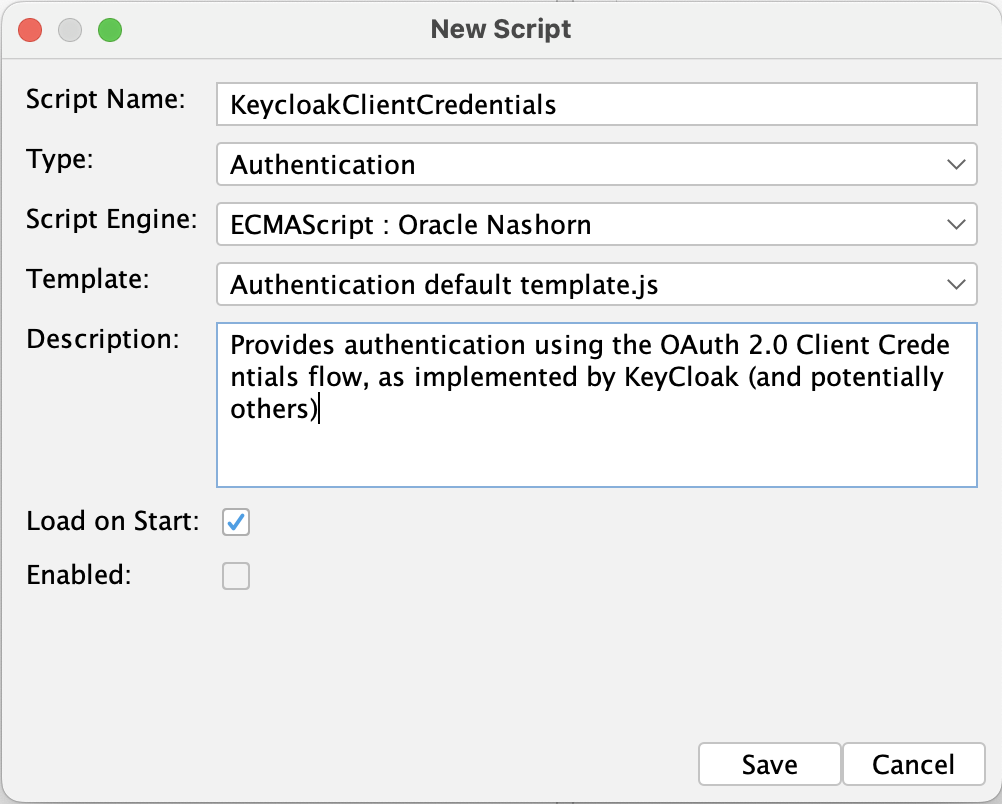 New Script
Script Name: KeycloakClientCredentials
Type: Authentication
Script Engine: ECMAScript : Oracle Nashorn
Template: Authentication default template.js
Description: Provides authentication using the OAuth 2.0 Client Crede
ntials flow, as implemented by KeyCloak (and potentially
others)
Load on Start:
Enabled:
Save Cancel